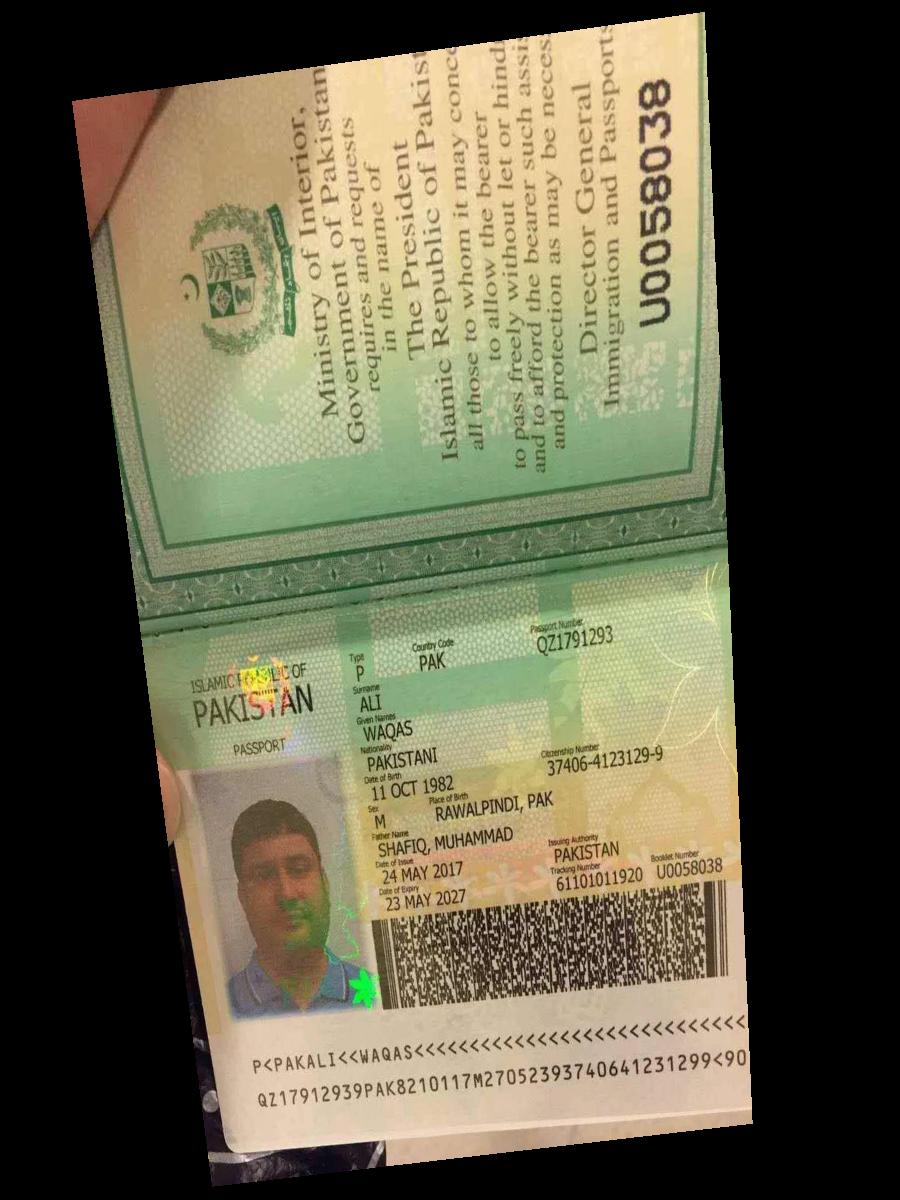 Ministry of Interior,
Government of Pakistan
requires and requests
in the name of
The President
Islamic Republic of Pakist
all those to whom it may conce
to allow the bearer
to pass freely without let or hind
and to afford the bearer such assis
and protection as may be neces
Director General
Immigration and Passports
U0058038
ISLAMIC REPUBLIC OF
PAKISTAN
PASSPORT
Type Country Code Passport Number
P PAK QZ1791293
Surname
ALI
Given Names
WAQAS
Nationality Citizenship Number
PAKISTANI 37406-4123129-9
Date of Birth
11 OCT 1982
Sex Place of Birth
M RAWALPINDI, PAK
Father Name Issuing Authority
SHAFIQ, MUHAMMAD PAKISTAN
Date of Issue Tracking Number Booklet Number
24 MAY 2017 61101011920 U0058038
Date of Expiry
23 MAY 2027
P<PAKALI<<WAQAS<<<<<<<<<<<<<<<<<<<<<<<<<<<<
QZ17912939PAK8210117M2705239374064123129​9<90